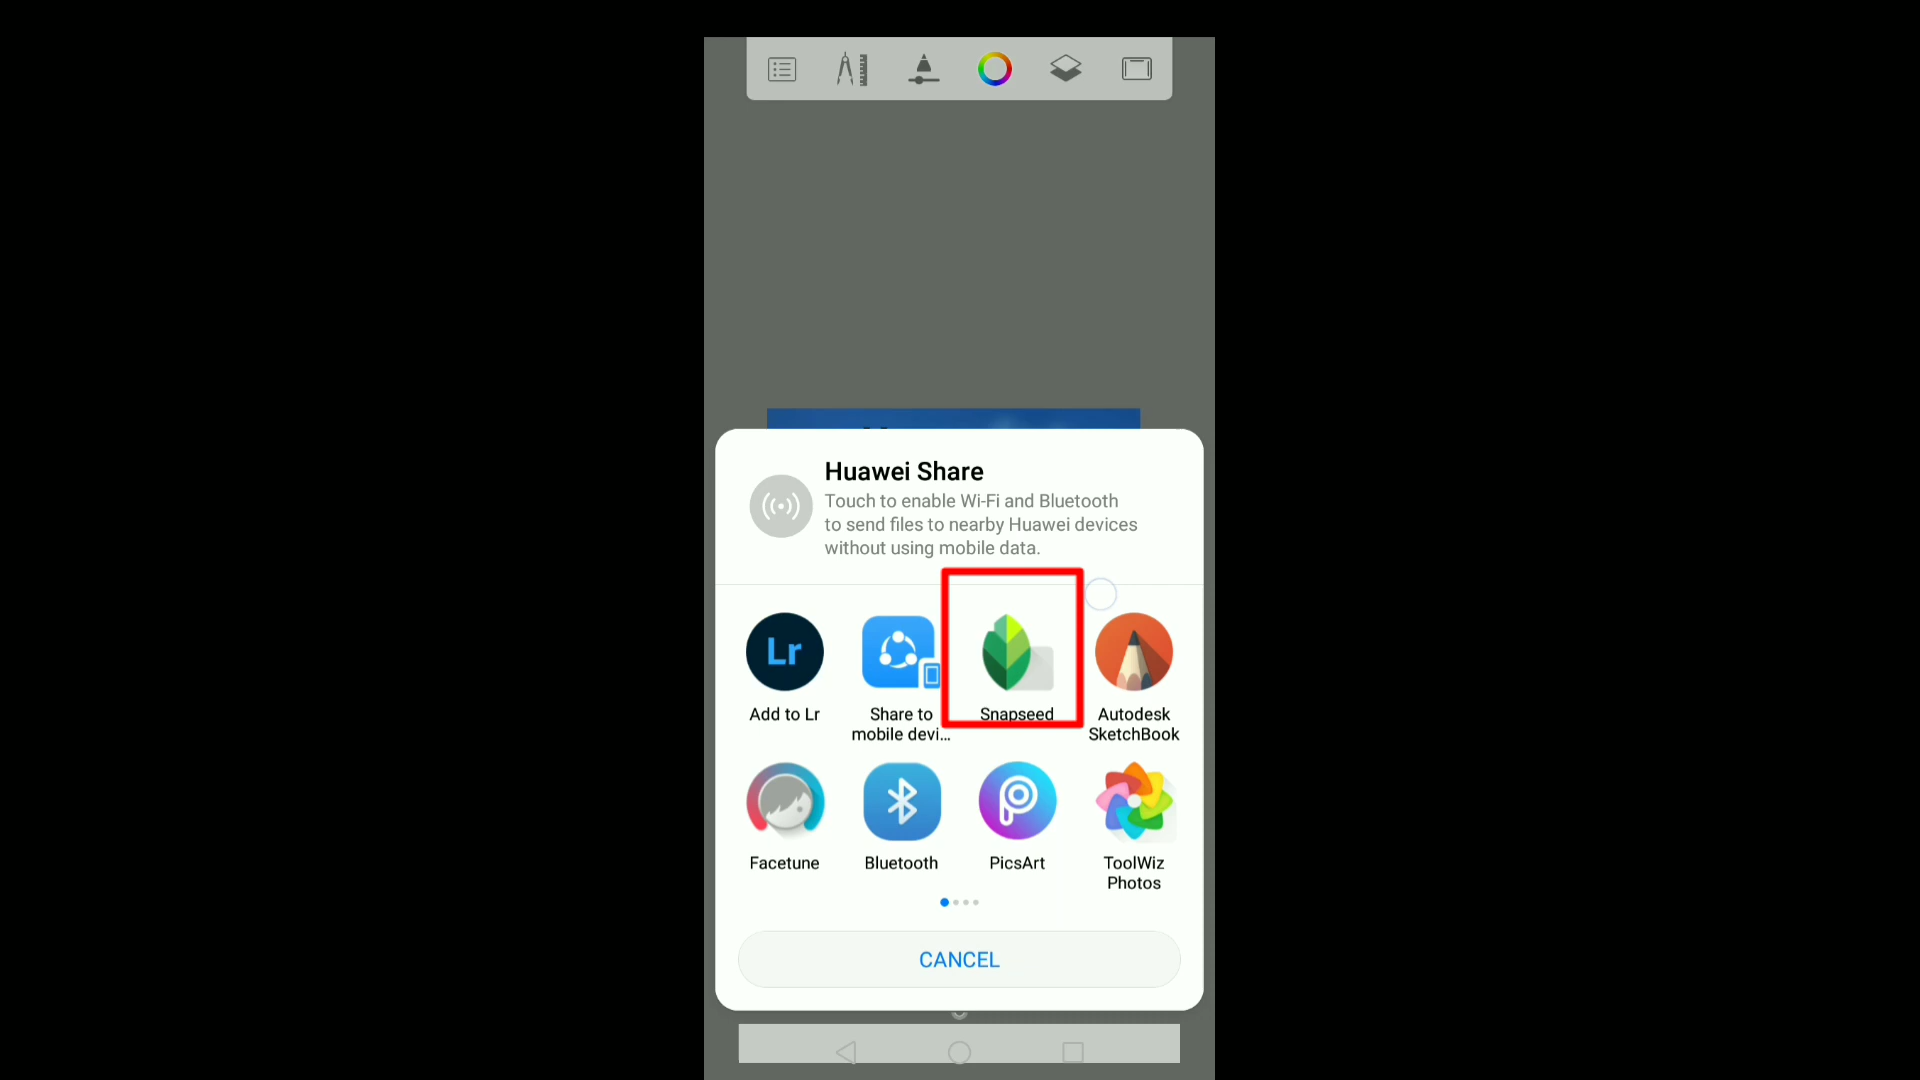 Huawei Share
Touch to enable Wi-Fi and Bluetooth
to send files to nearby Huawei devices
without using mobile data.
Lr
Add to Lr
Share to
mobile devi...
Snapseed
Autodesk
SketchBook
Facetune
Bluetooth
PicsArt
ToolWiz
Photos
CANCEL